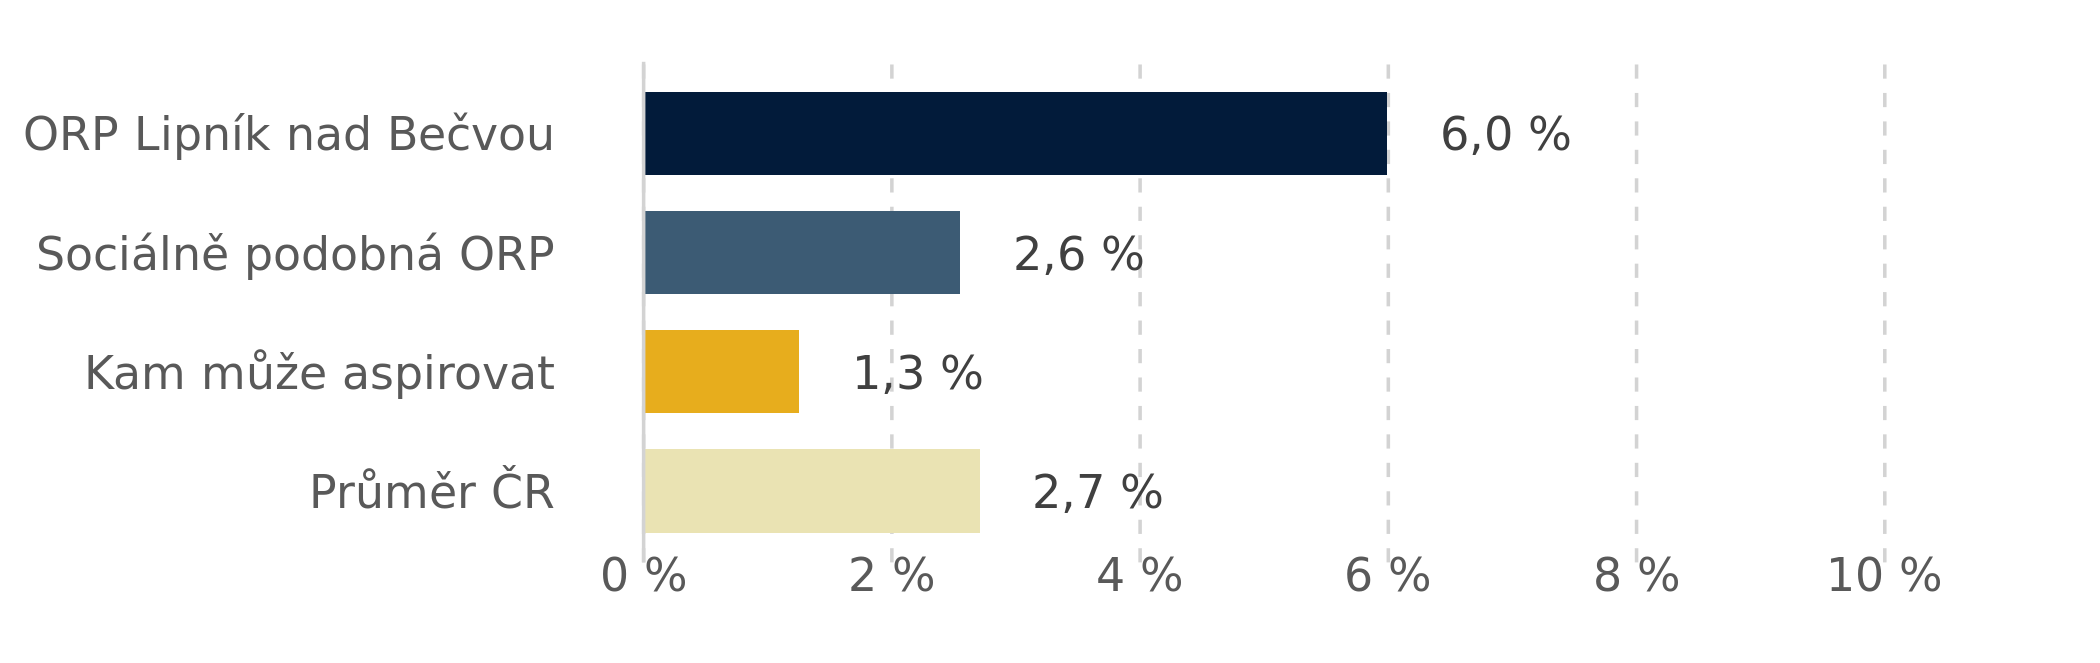 ORP Lipník nad Bečvou 6,0 %
Sociálně podobná ORP 2,6 %
Kam může aspirovat 1,3 %
Průměr ČR 2,7 %
0 % 2 % 4 % 6 % 8 % 10 %